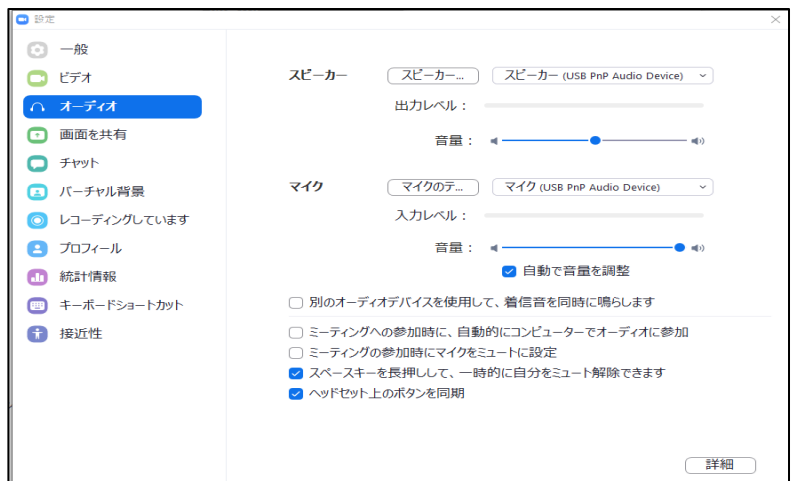 設定
一般
ビデオ
オーディオ
画面を共有
チャット
バーチャル背景
レコーディングしています
プロフィール
統計情報
キーボードショートカット
接近性
スピーカー スピーカー... スピーカー (USB PnP Audio Device)
出力レベル：
音量：
マイク マイクのテ... マイク (USB PnP Audio Device)
入力レベル：
音量：
自動で音量を調整
別のオーディオデバイスを使用して、着信音を同時に鳴らします
ミーティングへの参加時に、自動的にコンピューターでオーディオに参加
ミーティングの参加時にマイクをミュートに設定
スペースキーを長押しして、一時的に自分をミュート解除できます
ヘッドセット上のボタンを同期
詳細